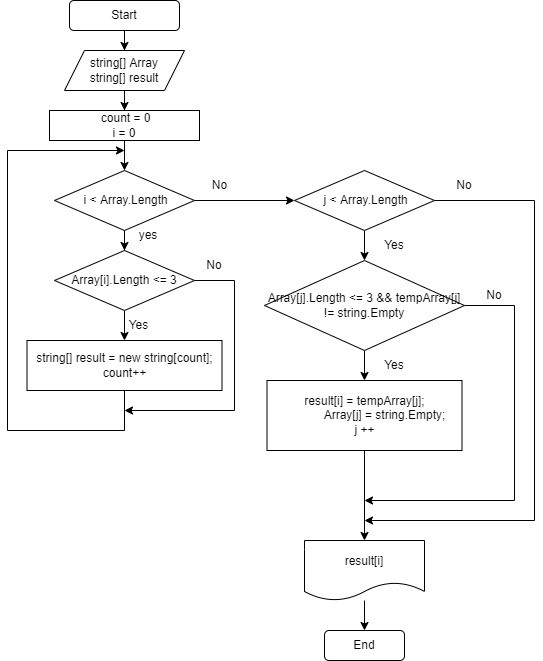 Start
string[] Array
string[] result
count = 0
i = 0
i < Array.Length
No
yes
Array[i].Length <= 3
No
Yes
string[] result = new string[count];
count++
j < Array.Length
No
Yes
Array[j].Length <= 3 && tempArray[j]
!= string.Empty
No
Yes
result[i] = tempArray[j];
Array[j] = string.Empty;
j ++
result[i]
End